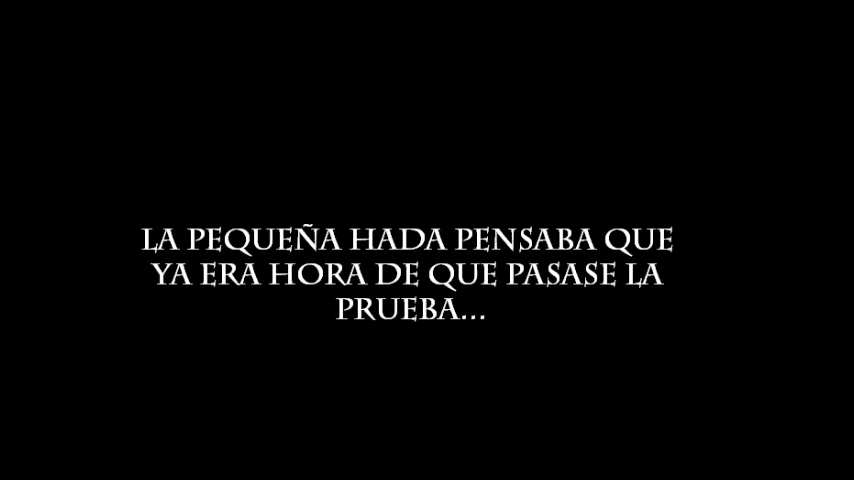 LA PEQUEÑA HADA PENSABA QUE
YA ERA HORA DE QUE PASASE LA
PRUEBA...